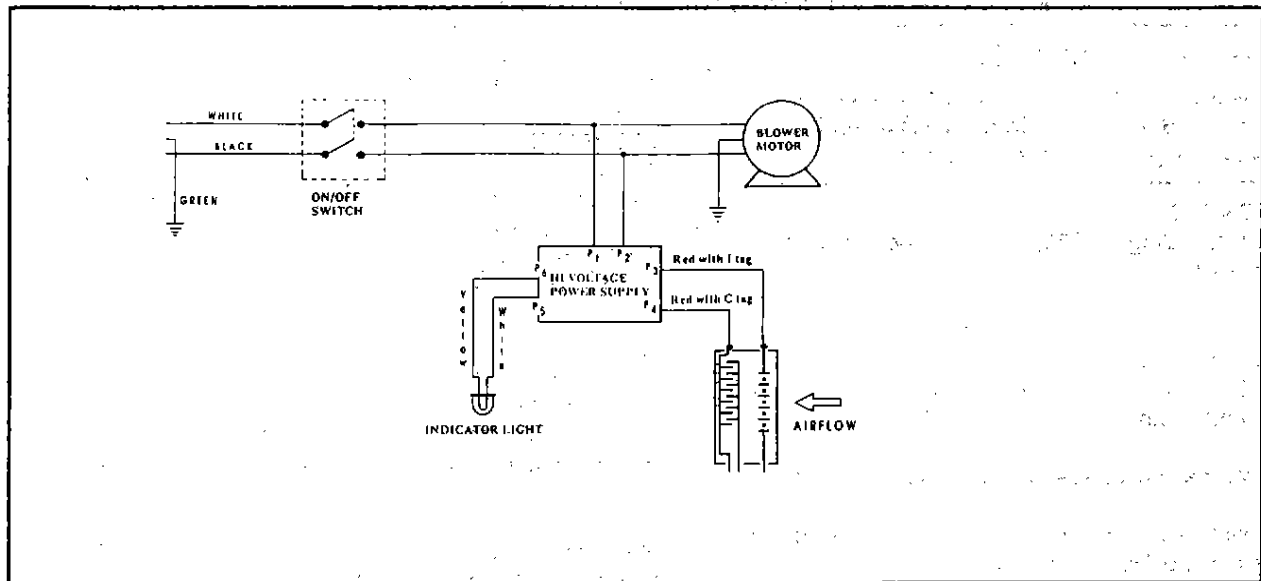 WHITE
BLACK
GREEN
ON/OFF
SWITCH
BLOWER
MOTOR
P1 P2
P6
P3
HI VOLTAGE
POWER SUPPLY
P5
P4
Red with I tag
Red with C tag
Yellow
White
INDICATOR LIGHT
AIRFLOW